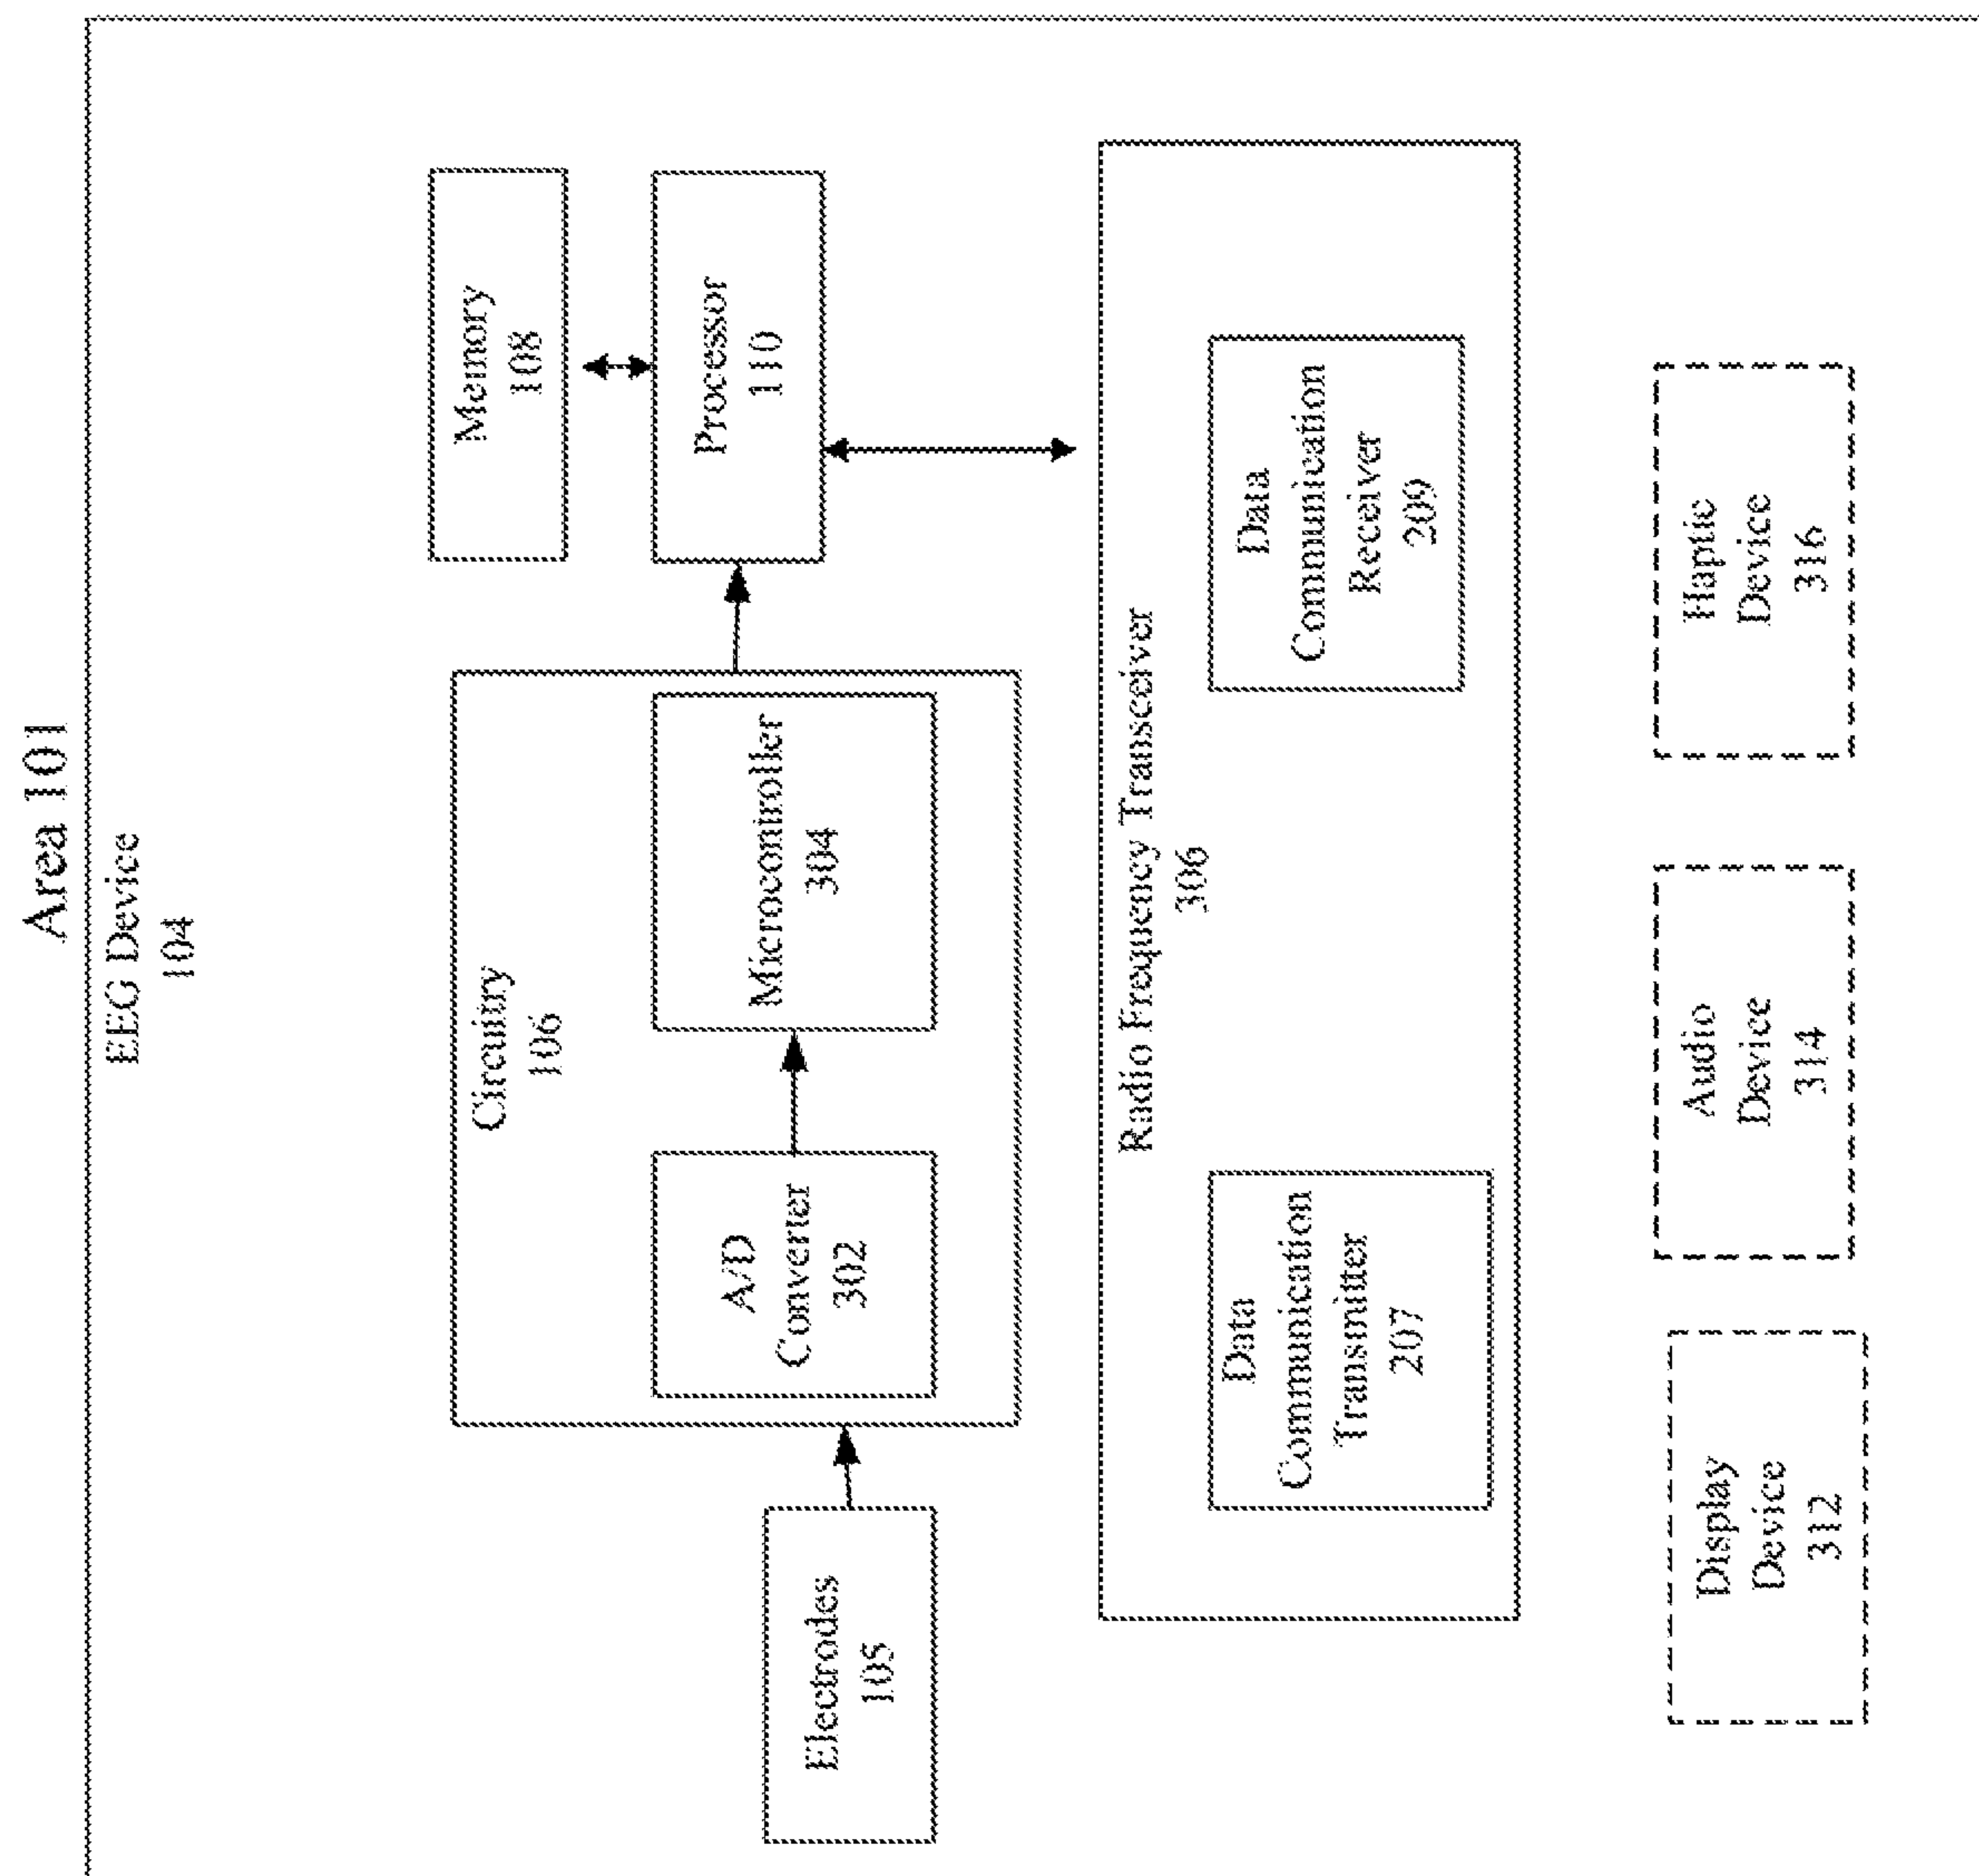 Area 101
EEG Device
104
Memory
108
Circuitry
106
Processor
110
A/D
Converter
302
Microcontroller
304
Electrodes
105
Radio Frequency Transceiver
306
Data
Communication
Transmitter
207
Data
Communication
Receiver
209
Display
Device
312
Audio
Device
314
Haptic
Device
316